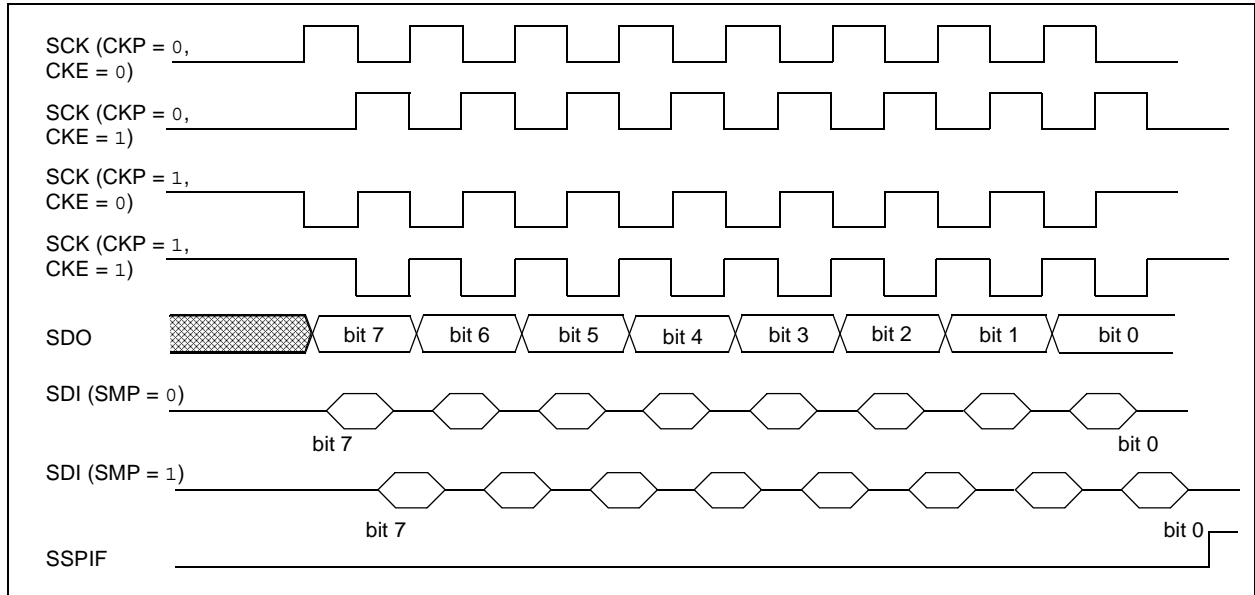 SCK (CKP = 0,
CKE = 0)
SCK (CKP = 0,
CKE = 1)
SCK (CKP = 1,
CKE = 0)
SCK (CKP = 1,
CKE = 1)
SDO bit 7 bit 6 bit 5 bit 4 bit 3 bit 2 bit 1 bit 0
SDI (SMP = 0)
bit 7 bit 0
SDI (SMP = 1)
bit 7 bit 0
SSPIF